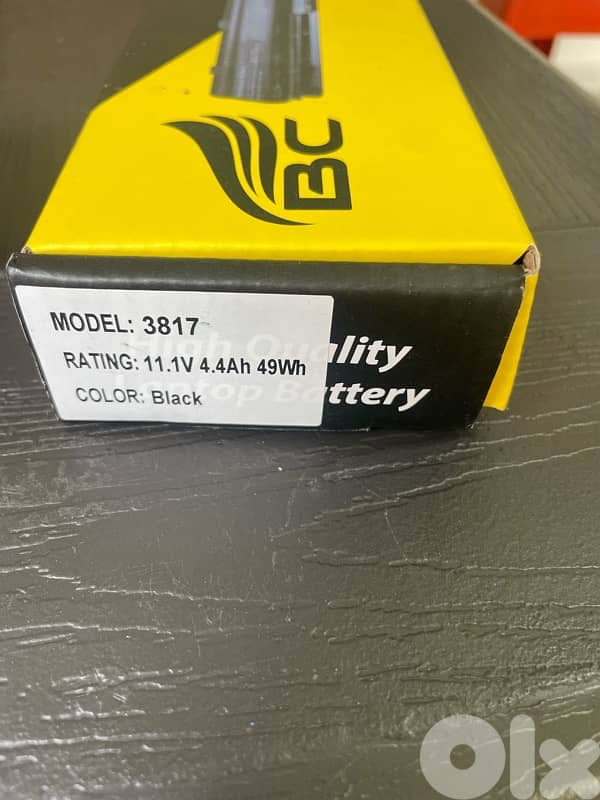 BC
MODEL: 3817
RATING: 11.1V 4.4Ah 49Wh
COLOR: Black
High Quality
Laptop Battery
Olx